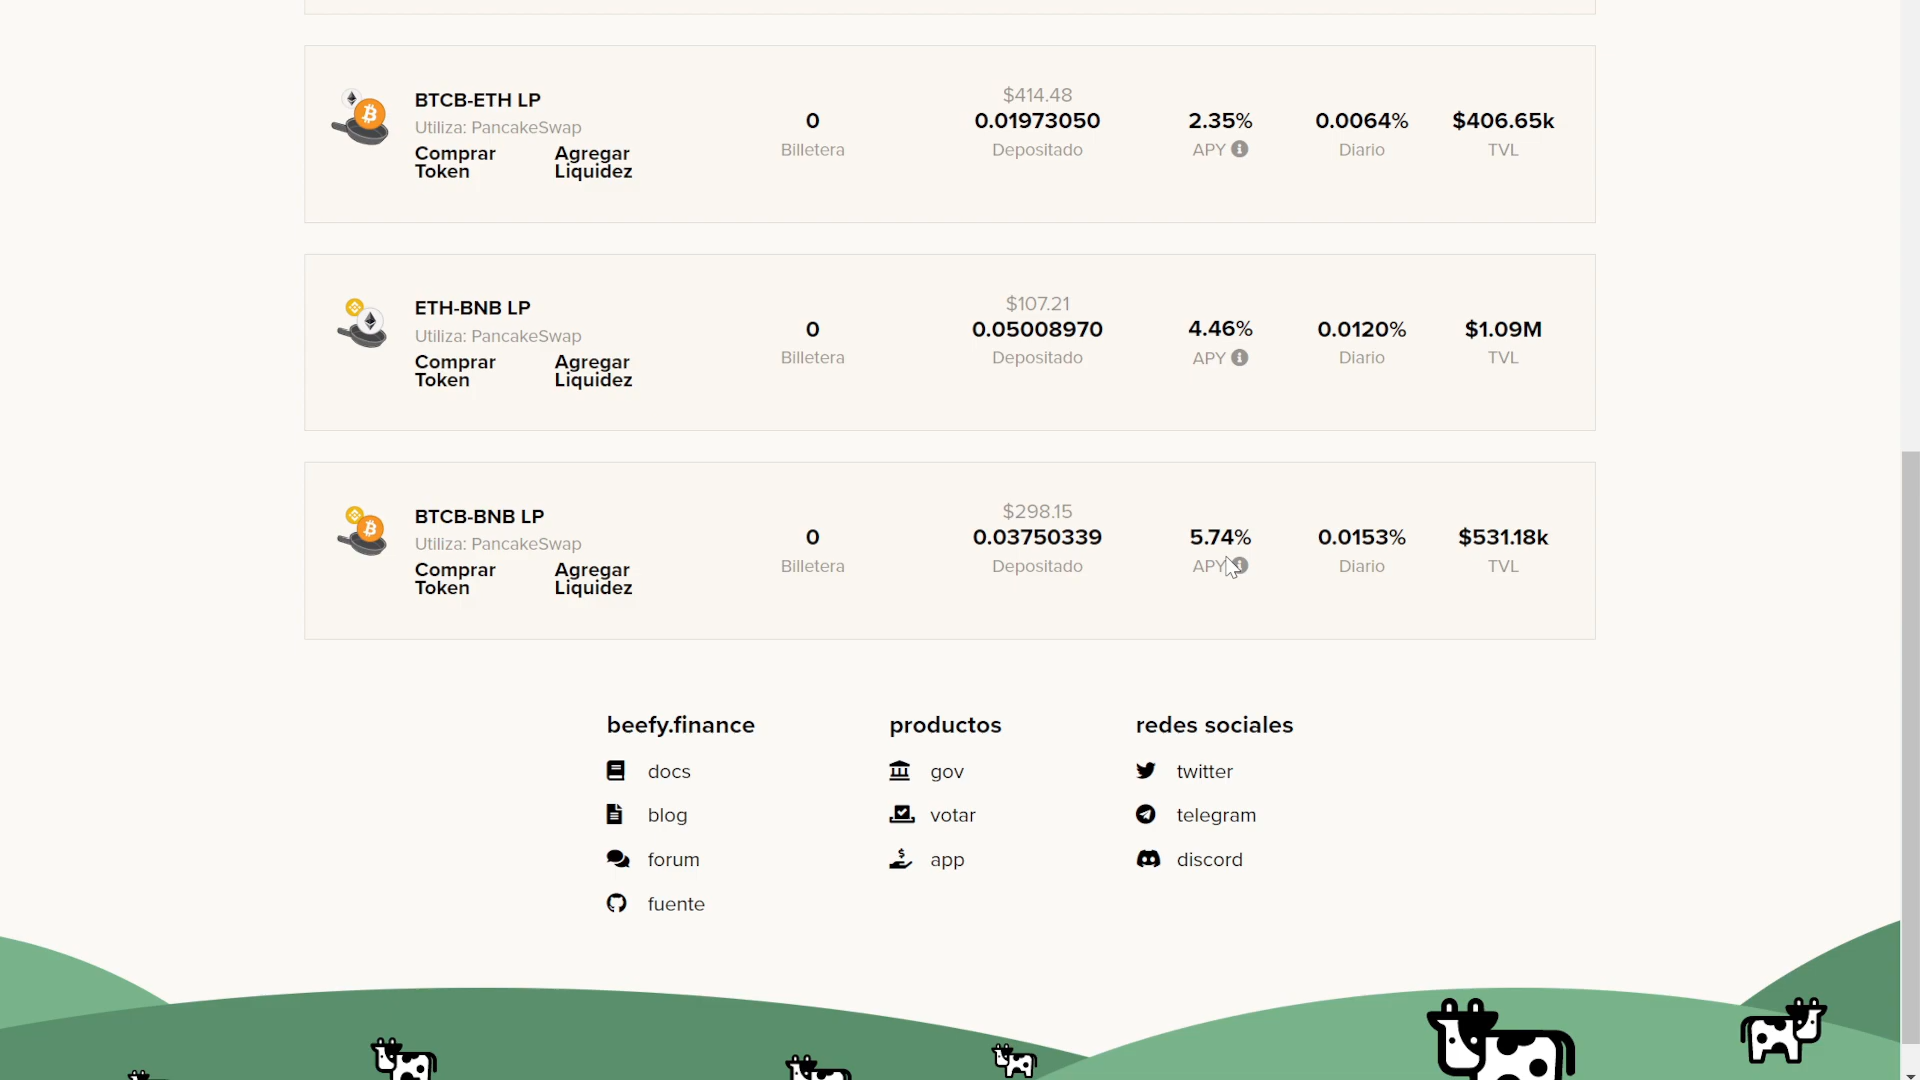 BTCB-ETH LP
Utiliza: PancakeSwap
Comprar Token
Agregar Liquidez
0
Billetera
$414.48
0.01973050
Depositado
2.35%
APY
0.0064%
Diario
$406.65k
TVL
ETH-BNB LP
Utiliza: PancakeSwap
Comprar Token
Agregar Liquidez
0
Billetera
$107.21
0.05008970
Depositado
4.46%
APY
0.0120%
Diario
$1.09M
TVL
BTCB-BNB LP
Utiliza: PancakeSwap
Comprar Token
Agregar Liquidez
0
Billetera
$298.15
0.03750339
Depositado
5.74%
APY
0.0153%
Diario
$531.18k
TVL
beefy.finance
docs
blog
forum
fuente
productos
gov
votar
app
redes sociales
twitter
telegram
discord